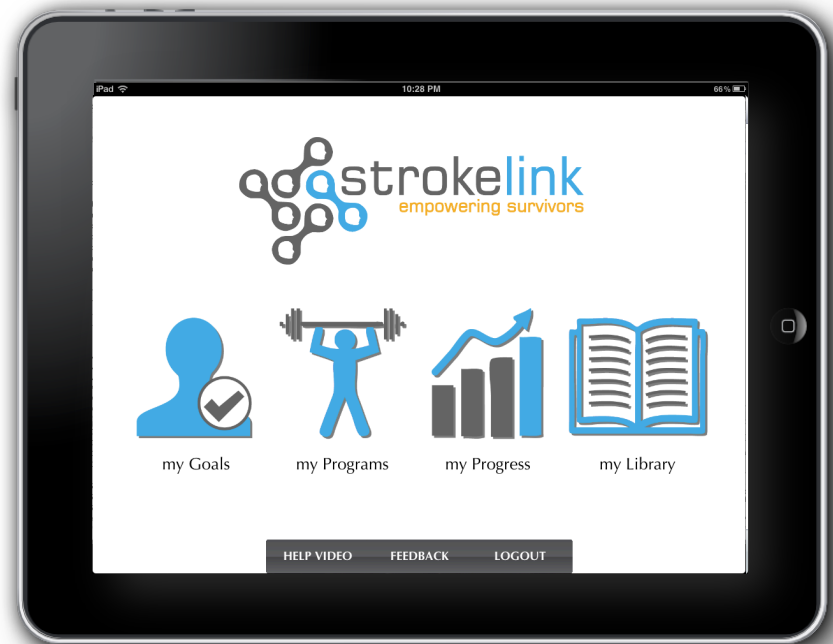 iPad 10:28 PM 66%
strokelink
empowering survivors
my Goals my Programs my Progress my Library
HELP VIDEO FEEDBACK LOGOUT